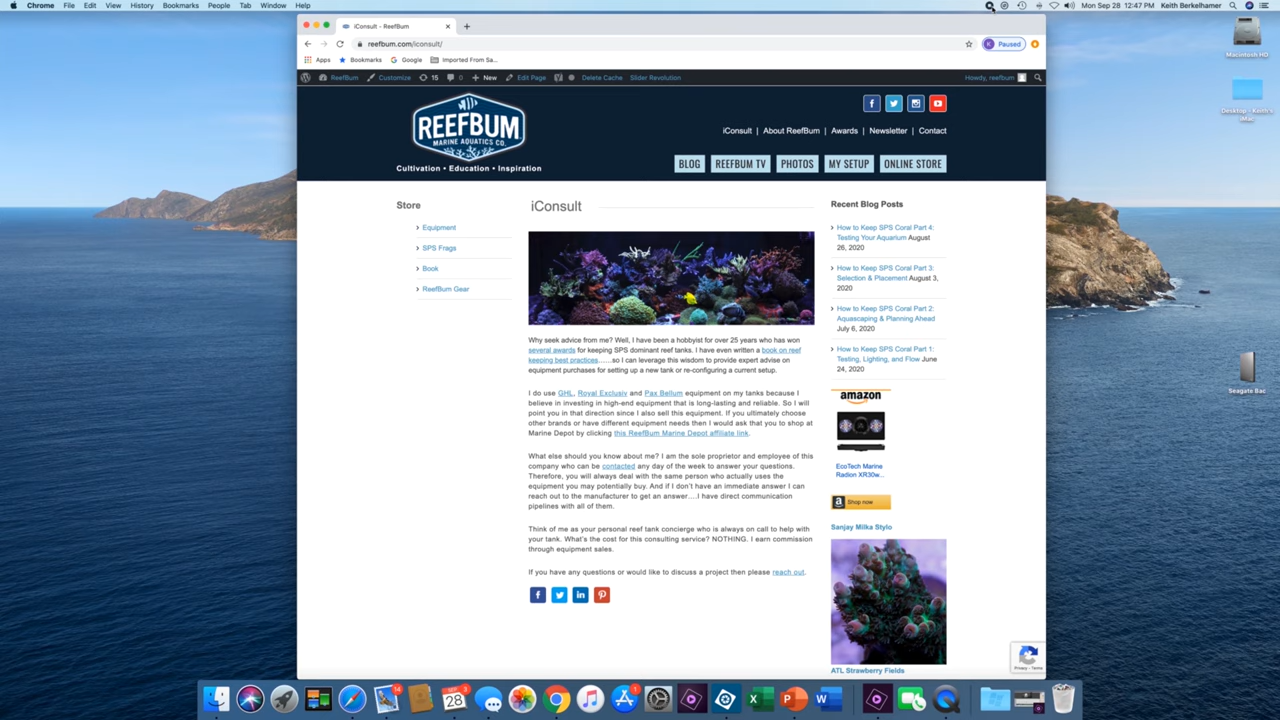 Chrome File Edit View History Bookmarks People Tab Window Help
Mon Sep 28 12:47 PM Keith Berkelhamer
iConsult - ReefBum
reefbum.com/iconsult/
K Paused
Apps Bookmarks Google Imported From Sa...
ReefBum Customize 15 0 New Edit Page Delete Cache Slider Revolution Howdy, reefbum
REEFBUM
MARINE AQUATICS CO.
Cultivation • Education • Inspiration
iConsult | About ReefBum | Awards | Newsletter | Contact
BLOG REEFBUM TV PHOTOS MY SETUP ONLINE STORE
Store
Equipment
SPS Frags
Book
ReefBum Gear
iConsult
Why seek advice from me? Well, I have been a hobbyist for over 25 years who has won
several awards for keeping SPS dominant reef tanks. I have even written a book on reef
keeping best practices……so I can leverage this wisdom to provide expert advise on
equipment purchases for setting up a new tank or re-configuring a current setup.
I do use GHL, Royal Exclusiv and Pax Bellum equipment on my tanks because I
believe in investing in high-end equipment that is long-lasting and reliable. So I will
point you in that direction since I also sell this equipment. If you ultimately choose
other brands or have different equipment needs then I would ask that you to shop at
Marine Depot by clicking this ReefBum Marine Depot affiliate link.
What else should you know about me? I am the sole proprietor and employee of this
company who can be contacted any day of the week to answer your questions.
Therefore, you will always deal with the same person who actually uses the
equipment you may potentially buy. And if I don't have an immediate answer I can
reach out to the manufacturer to get an answer….I have direct communication
pipelines with all of them.
Think of me as your personal reef tank concierge who is always on call to help with
your tank. What's the cost for this consulting service? NOTHING. I earn commission
through equipment sales.
If you have any questions or would like to discuss a project then please reach out.
Recent Blog Posts
How to Keep SPS Coral Part 4:
Testing Your Aquarium August
26, 2020
How to Keep SPS Coral Part 3:
Selection & Placement August 3,
2020
How to Keep SPS Coral Part 2:
Aquascaping & Planning Ahead
July 6, 2020
How to Keep SPS Coral Part 1:
Testing, Lighting, and Flow June
24, 2020
amazon
EcoTech Marine
Radion XR30w...
Shop now
Sanjay Milka Stylo
ATL Strawberry Fields
Privacy - Terms
Macintosh HD
Desktop - Keith's
iMac
Seagate Bac